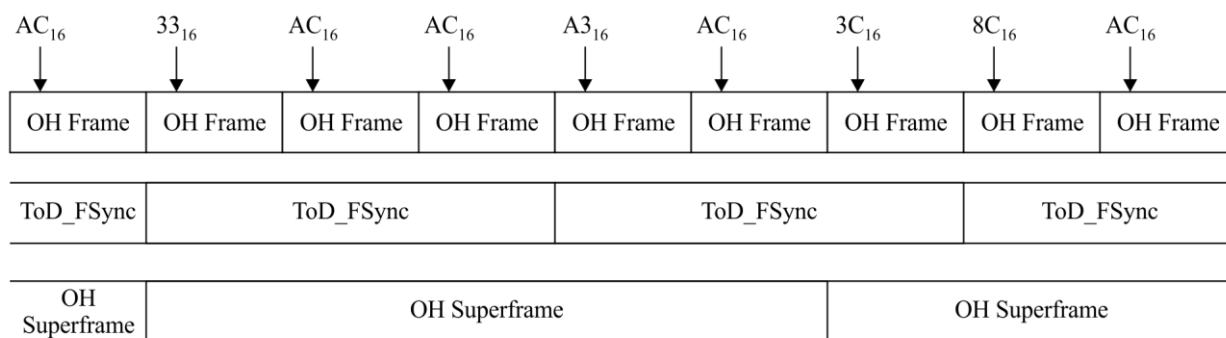 AC₁₆ 33₁₆ AC₁₆ AC₁₆ A3₁₆ AC₁₆ 3C₁₆ 8C₁₆ AC₁₆
OH Frame OH Frame OH Frame OH Frame OH Frame OH Frame OH Frame OH Frame OH Frame
ToD_FSync ToD_FSync ToD_FSync ToD_FSync
OH
Superframe
OH Superframe OH Superframe